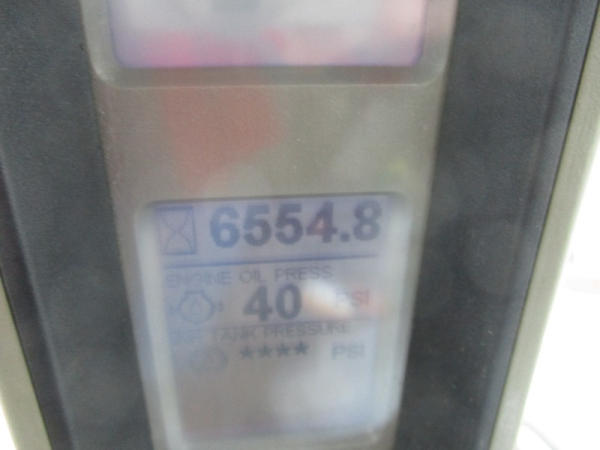 6554.8
ENGINE OIL PRESS
40 PSI
TANK PRESSURE
**** PSI